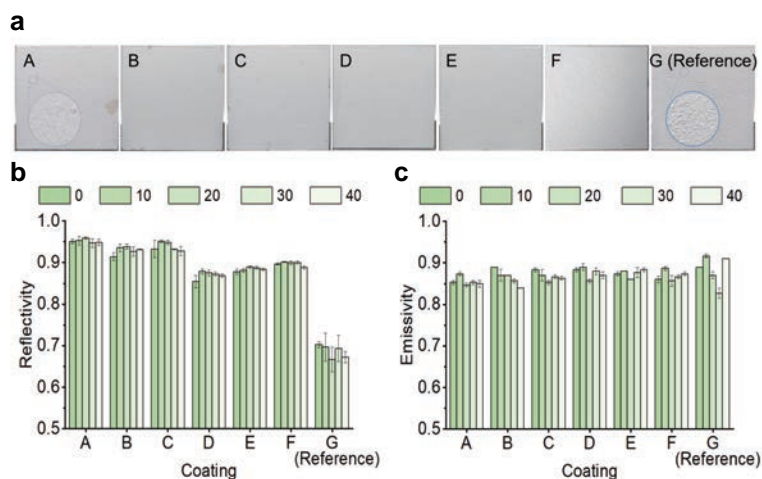 a
A
B
C
D
E
F
G (Reference)
b
0
10
20
30
40
1.0
0.9
0.8
0.7
0.6
0.5
Reflectivity
A
B
C
D
E
F
G
(Reference)
Coating
c
0
10
20
30
40
1.0
0.9
0.8
0.7
0.6
0.5
Emissivity
A
B
C
D
E
F
G
(Reference)
Coating